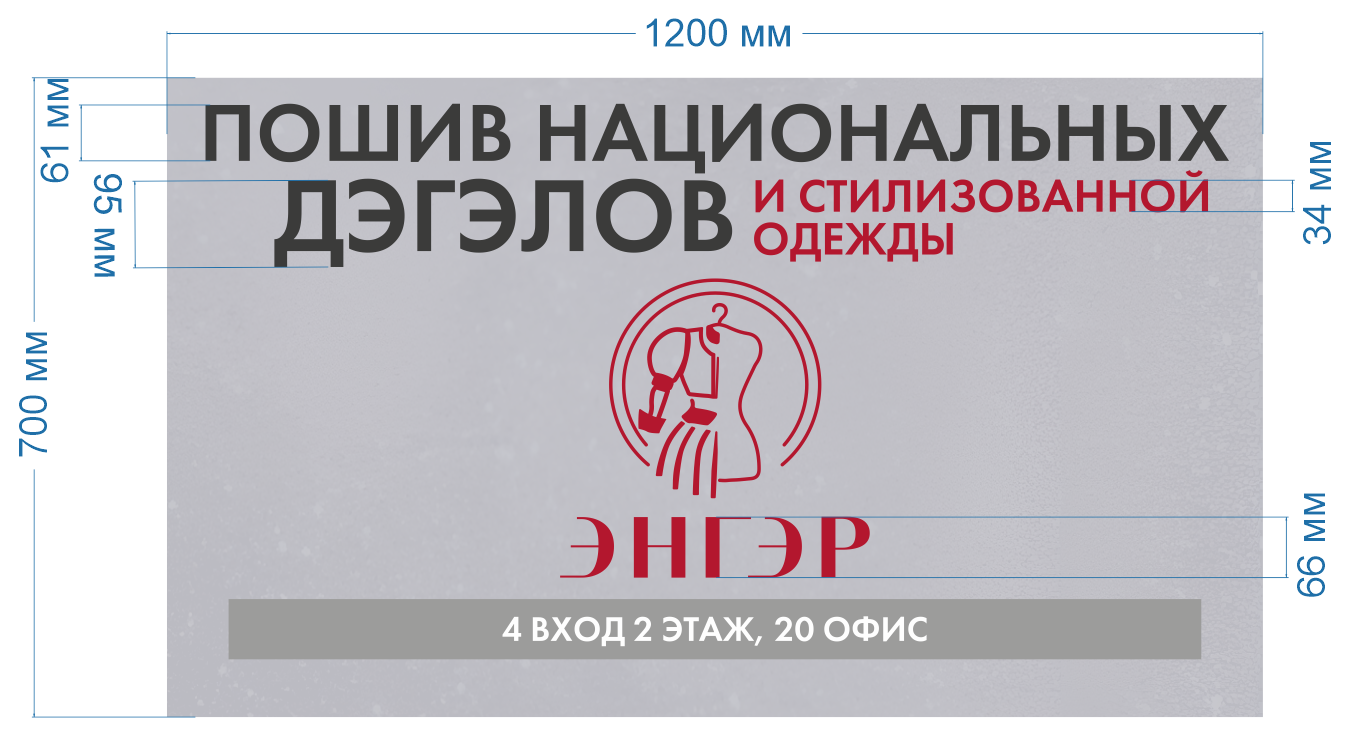 1200 мм
61 мм
ПОШИВ НАЦИОНАЛЬНЫХ
95 мм
ДЭГЭЛОВ
И СТИЛИЗОВАННОЙ
ОДЕЖДЫ
34 мм
700 мм
ЭНГЭР
66 мм
4 ВХОД 2 ЭТАЖ, 20 ОФИС